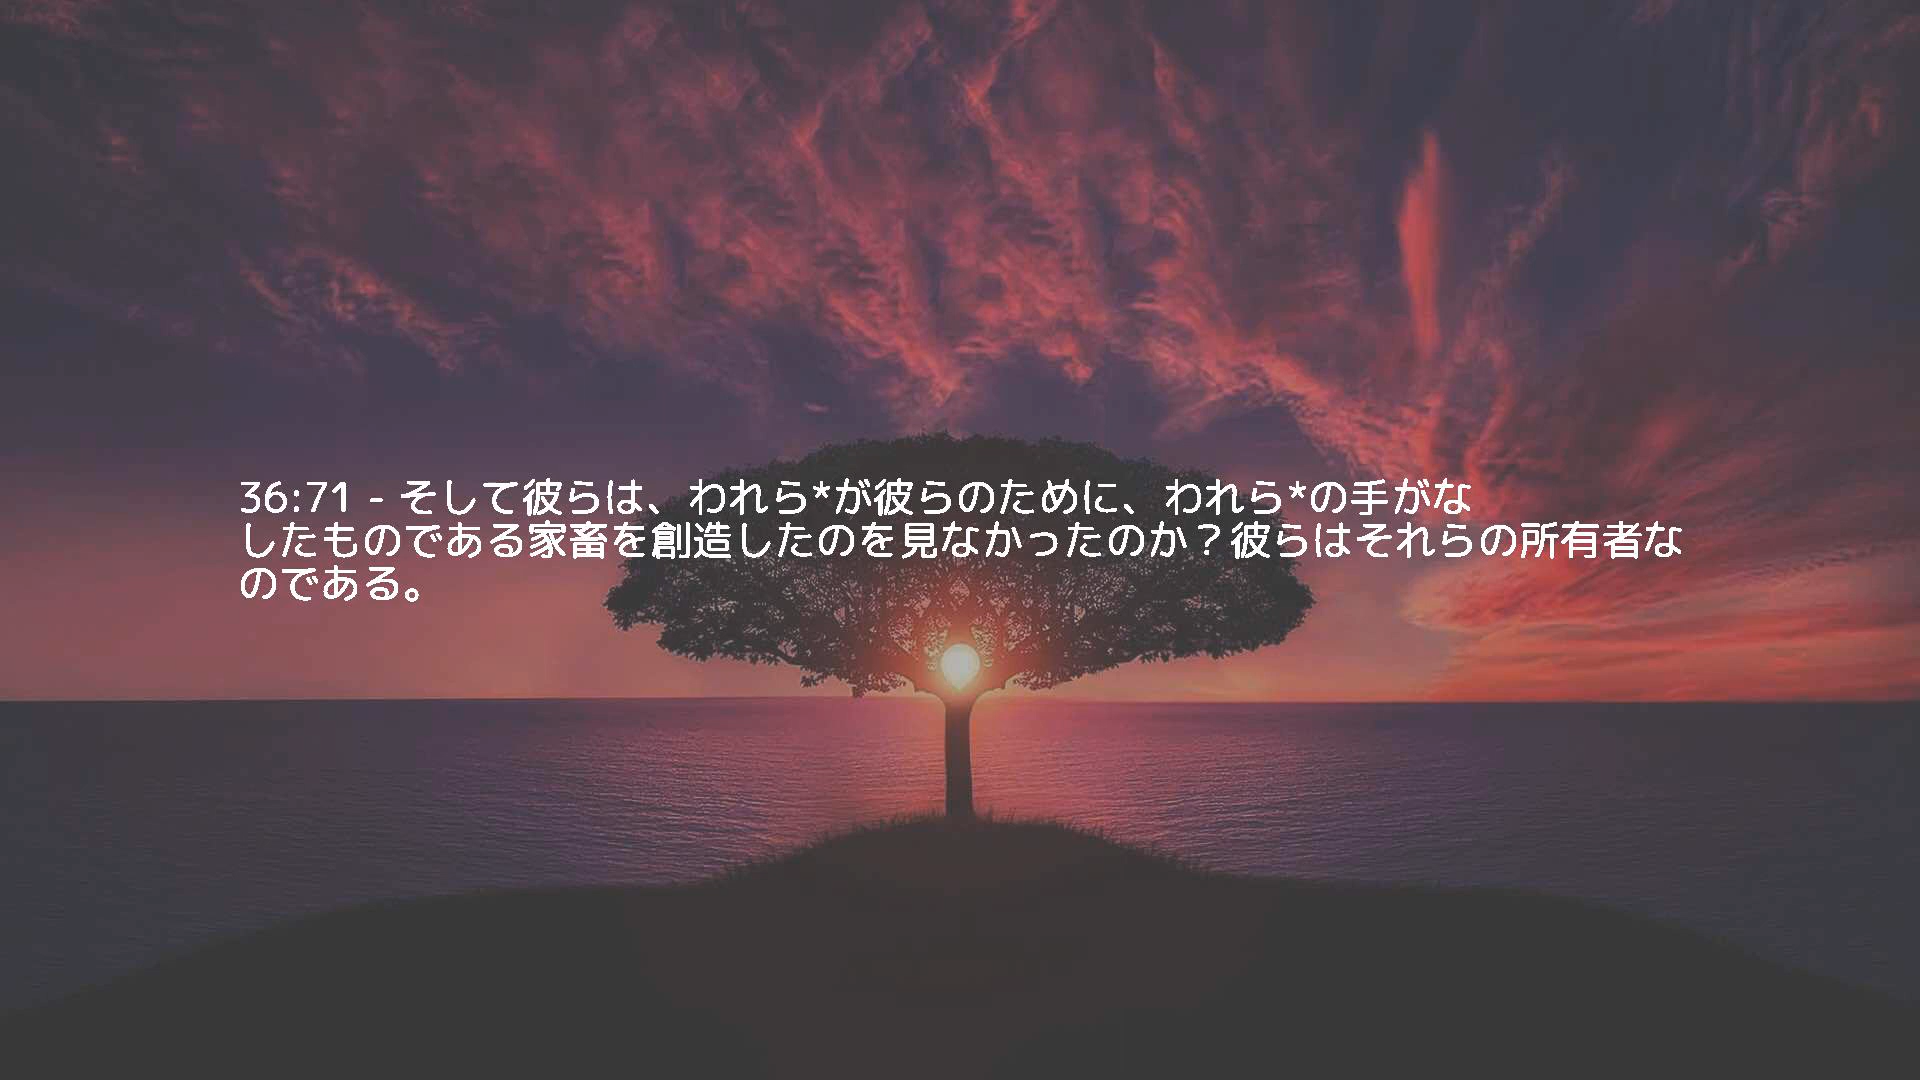 36:71 - そして彼らは、われら*が彼らのために、われら*の手がな
したものである家畜を創造したのを見なかったのか？彼らはそれらの所有者な
のである。